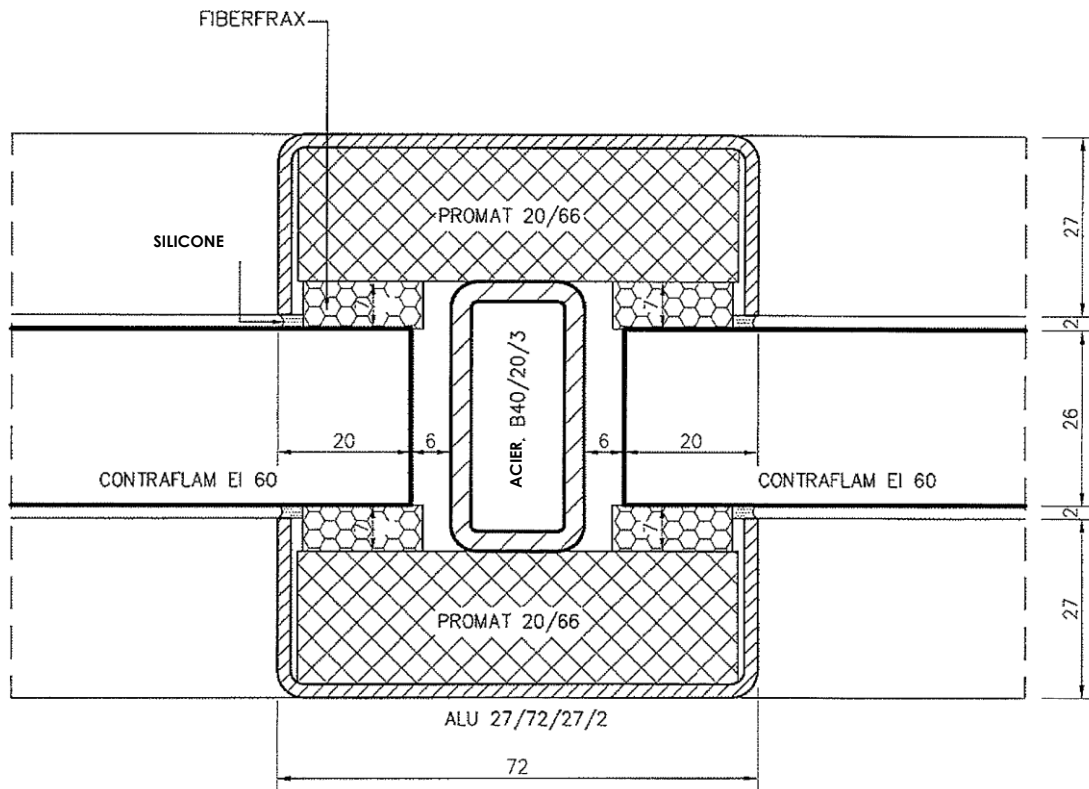 FIBERFRAX
PROMAT 20/66
27
SILICONE
7
7
2
ACIER, B40/20/3
26
20
6
6
20
CONTRAFLAM EI 60
CONTRAFLAM EI 60
7
7
2
PROMAT 20/66
27
ALU 27/72/27/2
72